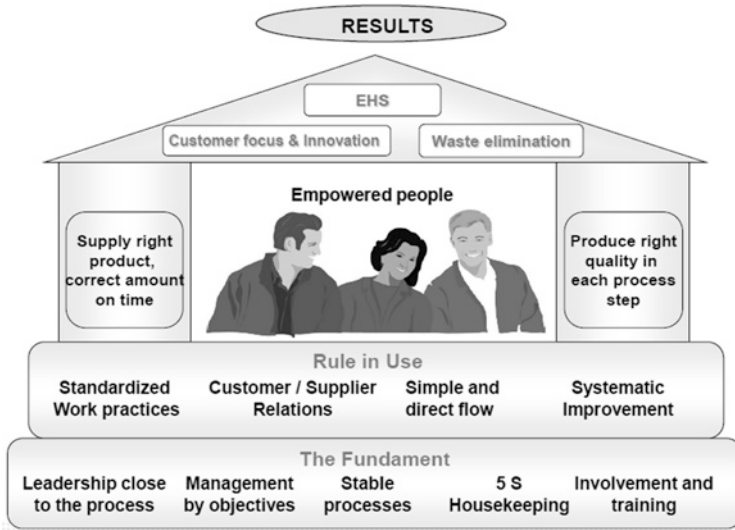 RESULTS
EHS
Customer focus & Innovation
Waste elimination
Empowered people
Supply right
product,
correct amount
on time
Produce right
quality in
each process
step
Rule in Use
Standardized
Work practices
Customer / Supplier
Relations
Simple and
direct flow
Systematic
Improvement
The Fundament
Leadership close
to the process
Management
by objectives
Stable
processes
5 S
Housekeeping
Involvement and
training